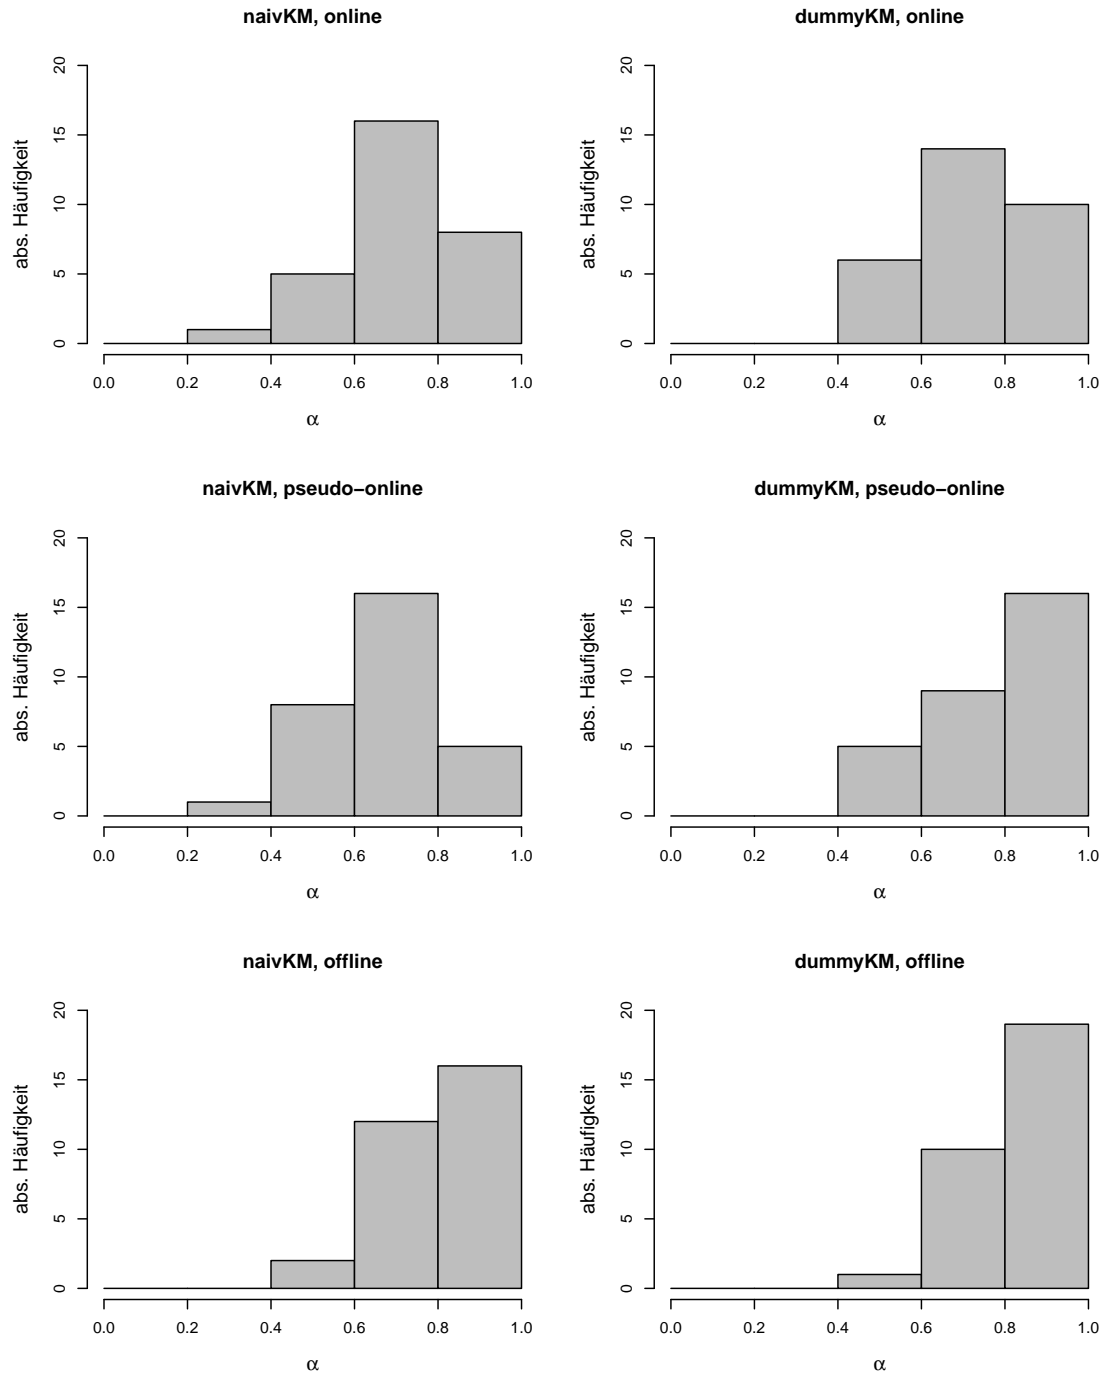 naivKM, online
abs. Häufigkeit
20
15
10
5
0
0.0 0.2 0.4 0.6 0.8 1.0
α
dummyKM, online
abs. Häufigkeit
20
15
10
5
0
0.0 0.2 0.4 0.6 0.8 1.0
α
naivKM, pseudo−online
abs. Häufigkeit
20
15
10
5
0
0.0 0.2 0.4 0.6 0.8 1.0
α
dummyKM, pseudo−online
abs. Häufigkeit
20
15
10
5
0
0.0 0.2 0.4 0.6 0.8 1.0
α
naivKM, offline
abs. Häufigkeit
20
15
10
5
0
0.0 0.2 0.4 0.6 0.8 1.0
α
dummyKM, offline
abs. Häufigkeit
20
15
10
5
0
0.0 0.2 0.4 0.6 0.8 1.0
α